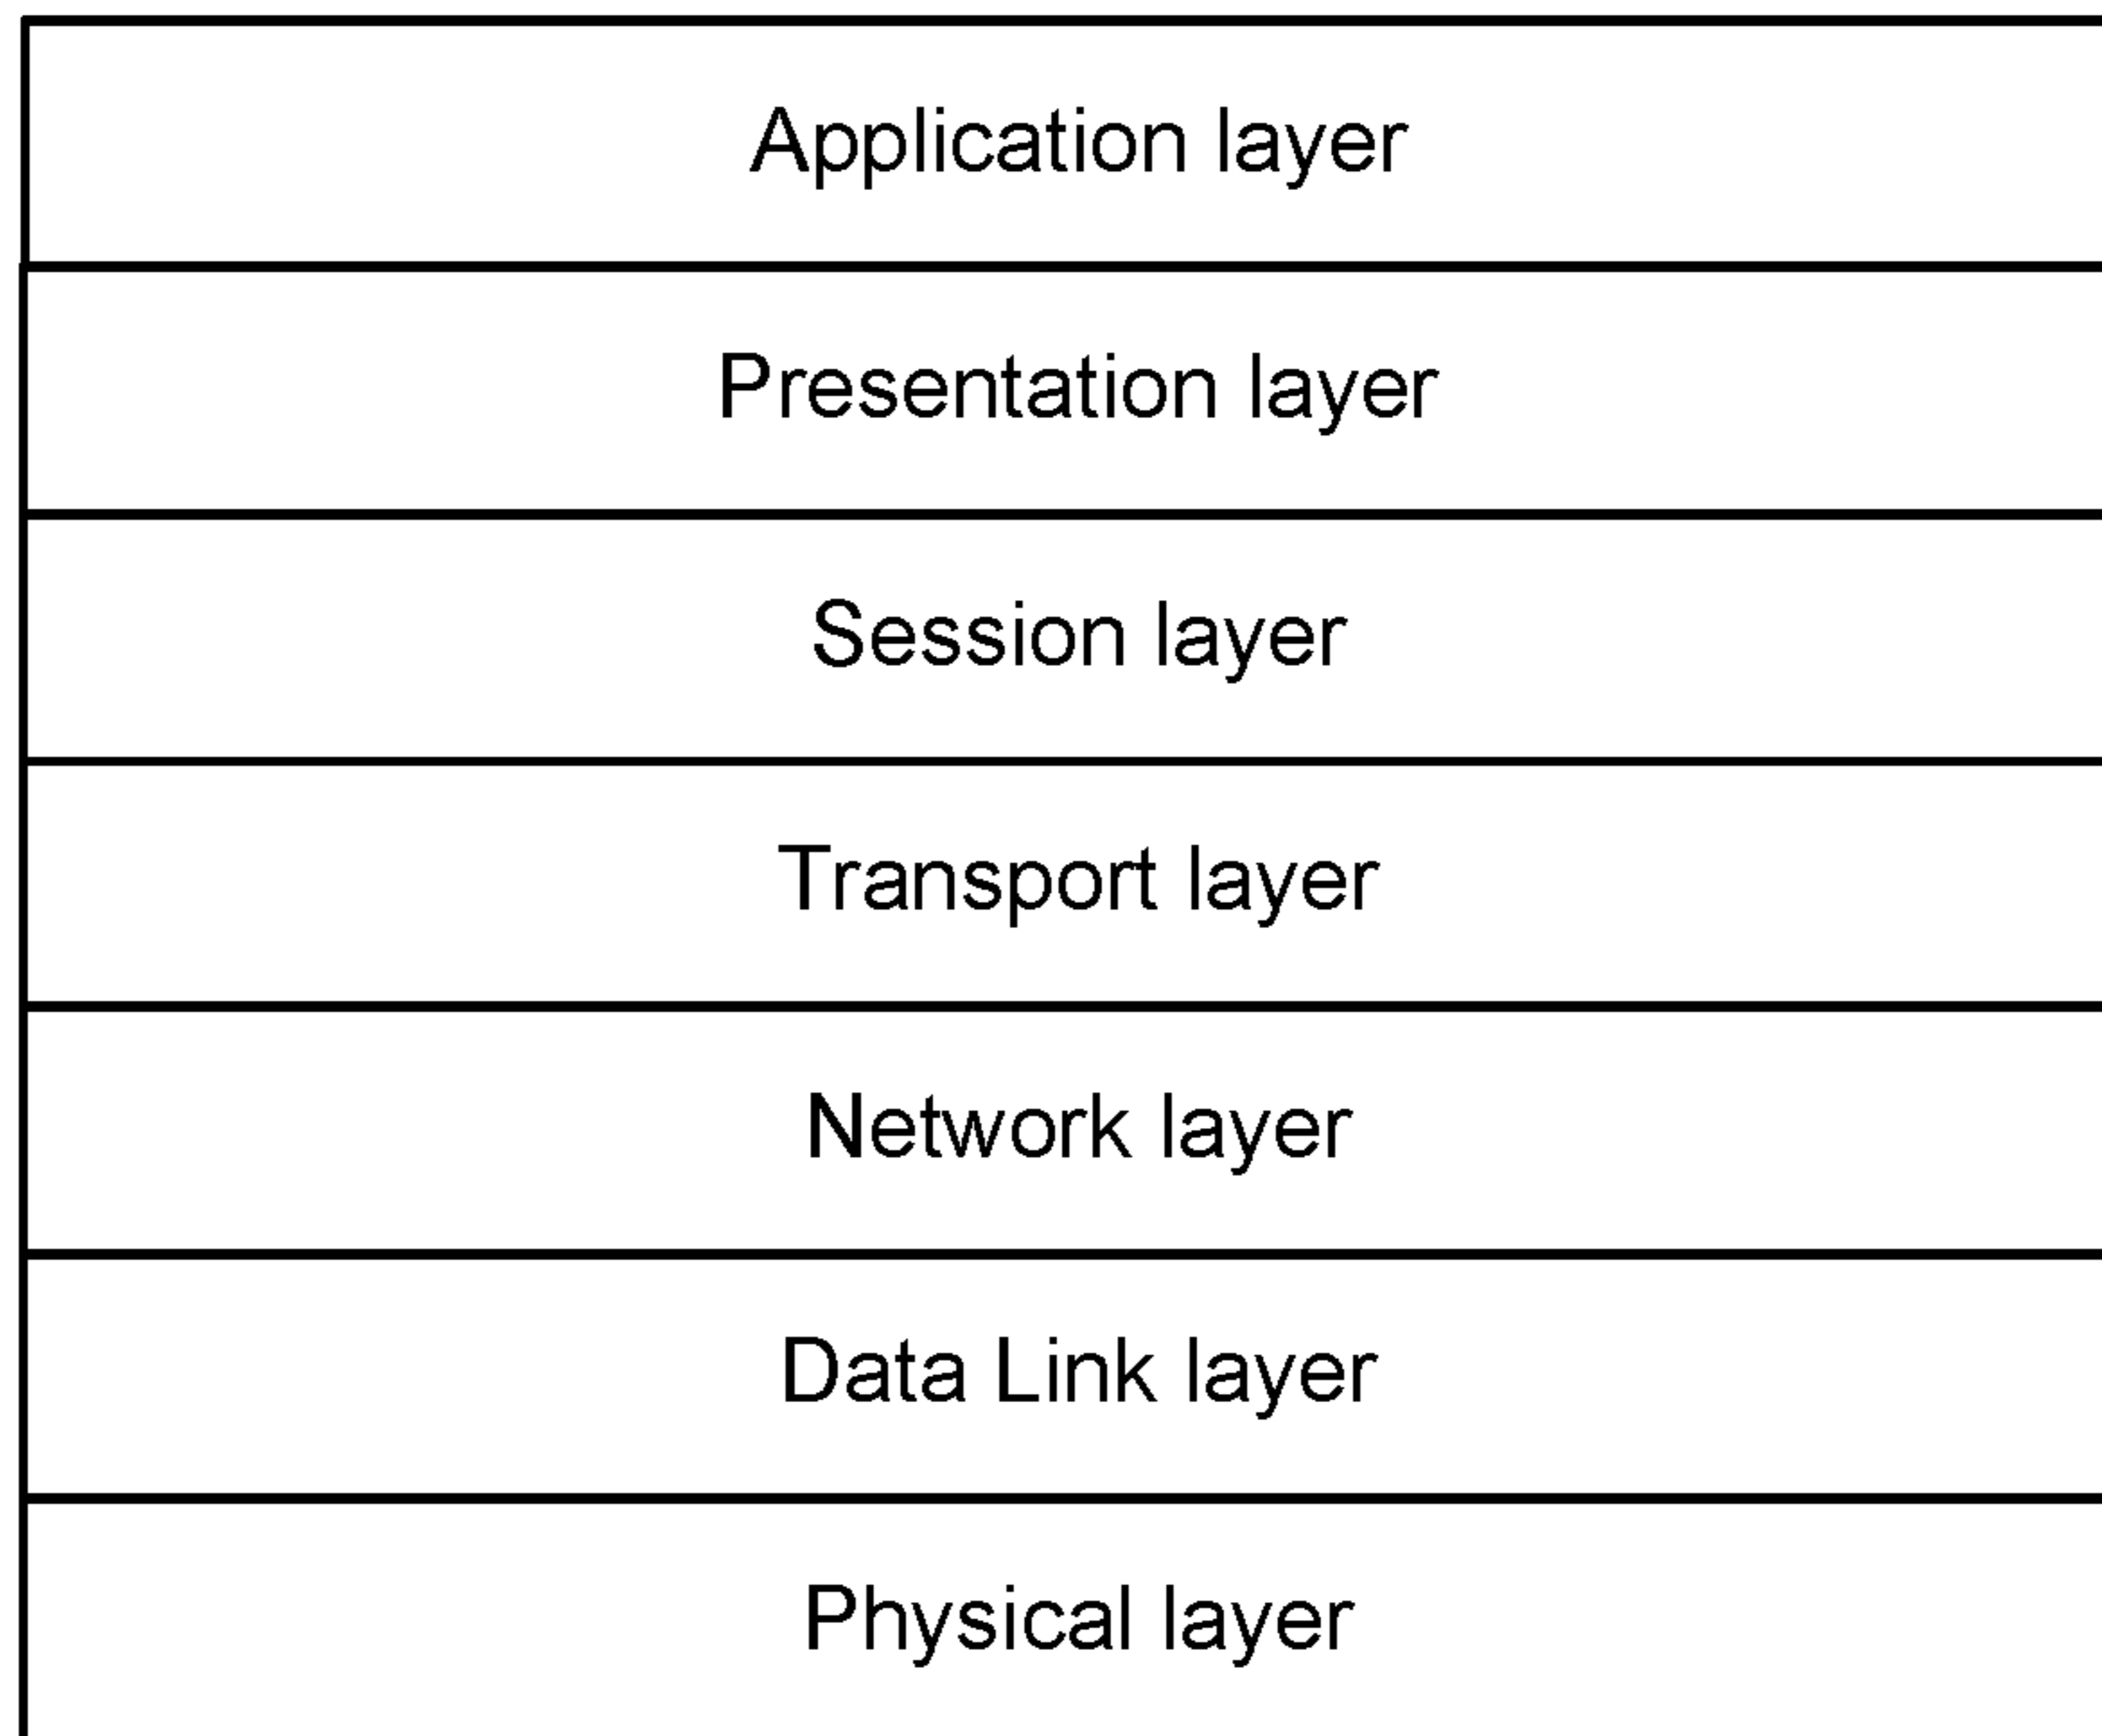 Application layer
Presentation layer
Session layer
Transport layer
Network layer
Data Link layer
Physical layer